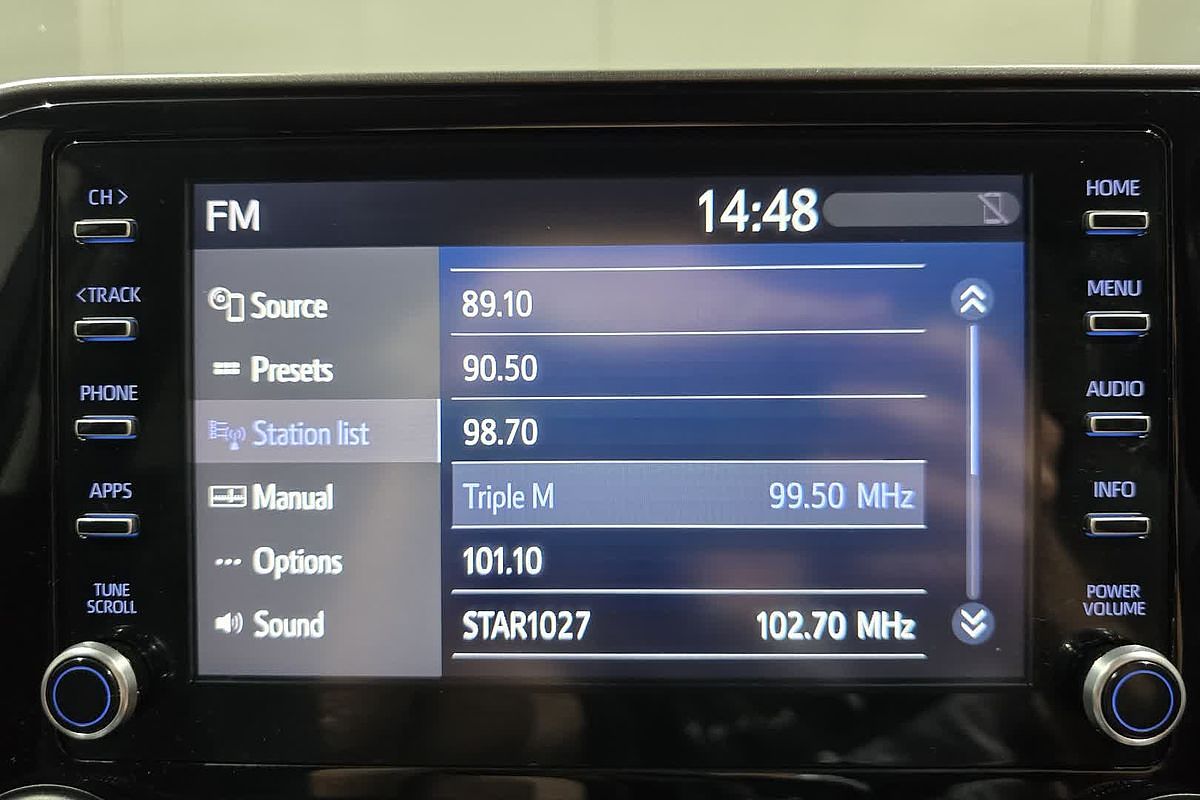 CH >
<TRACK
PHONE
APPS
TUNE
SCROLL
FM
14:48
Source
Presets
Station list
Manual
Options
Sound
89.10
90.50
98.70
Triple M 99.50 MHz
101.10
STAR1027 102.70 MHz
HOME
MENU
AUDIO
INFO
POWER
VOLUME